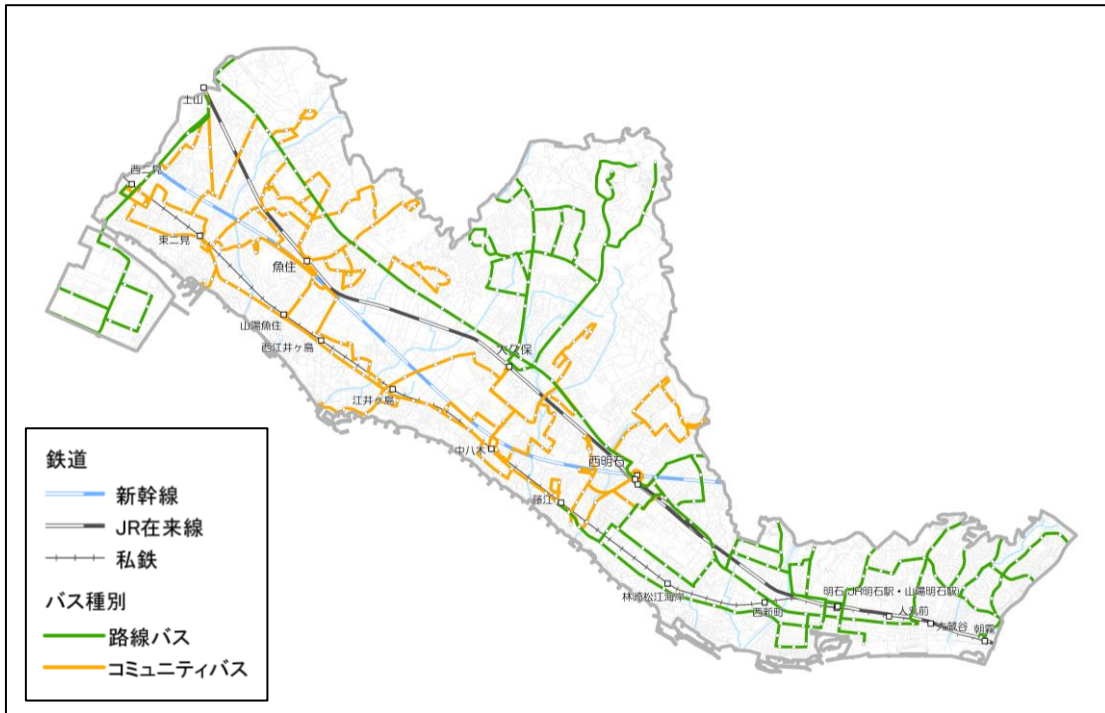 土山
西二見
東二見
魚住
山陽魚住
西江井ヶ島
江井ヶ島
大久保
中八木
西明石
藤江
林崎松江海岸
西新町
明石(JR明石駅・山陽明石駅)
人丸前
大蔵谷
朝霧
鉄道
新幹線
JR在来線
私鉄
バス種別
路線バス
コミュニティバス